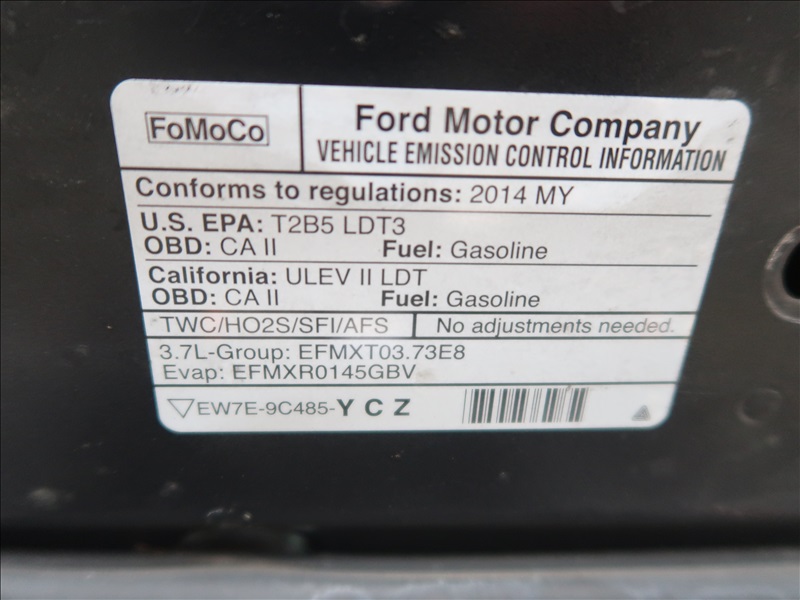 FoMoCo
Ford Motor Company
VEHICLE EMISSION CONTROL INFORMATION
Conforms to regulations: 2014 MY
U.S. EPA: T2B5 LDT3
OBD: CA II Fuel: Gasoline
California: ULEV II LDT
OBD: CA II Fuel: Gasoline
TWC/HO2S/SFI/AFS No adjustments needed.
3.7L-Group: EFMXT03.73E8
Evap: EFMXR0145GBV
EW7E-9C485-YCZ